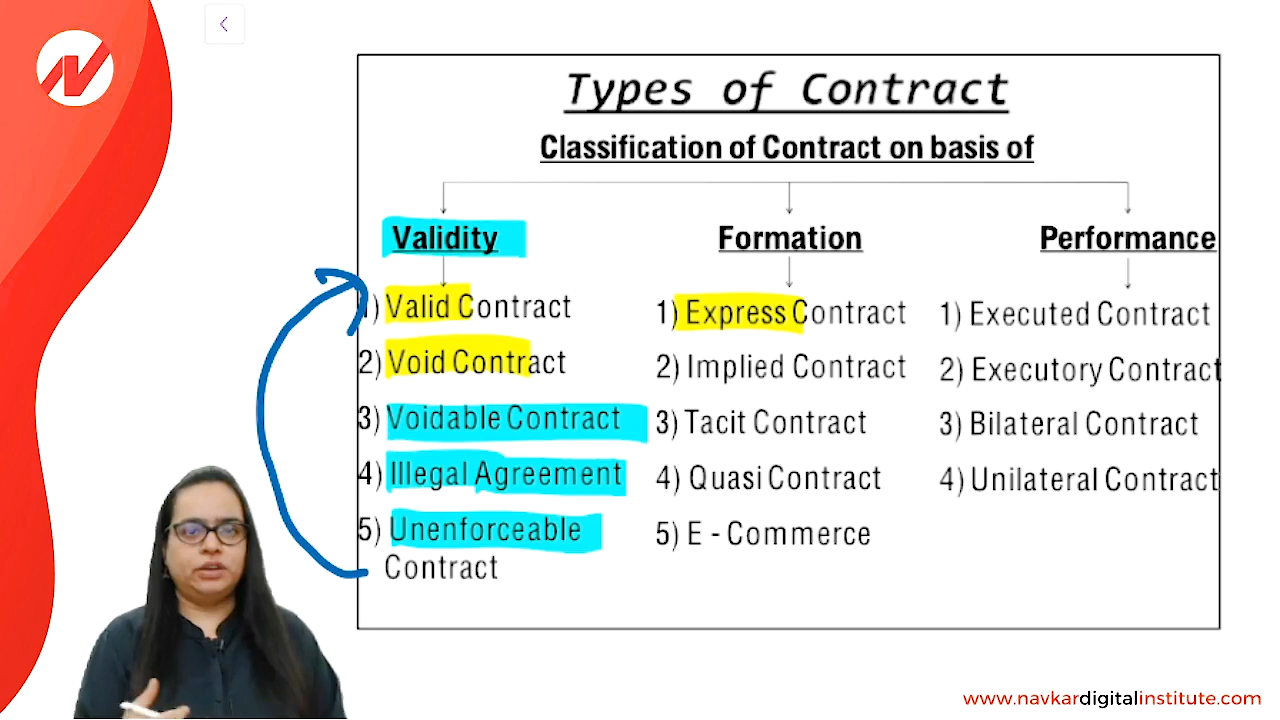 Types of Contract
Classification of Contract on basis of
Validity
1) Valid Contract
2) Void Contract
3) Voidable Contract
4) Illegal Agreement
5) Unenforceable
Contract
Formation
1) Express Contract
2) Implied Contract
3) Tacit Contract
4) Quasi Contract
5) E - Commerce
Performance
1) Executed Contract
2) Executory Contract
3) Bilateral Contract
4) Unilateral Contract
www.navkardigitalinstitute.com